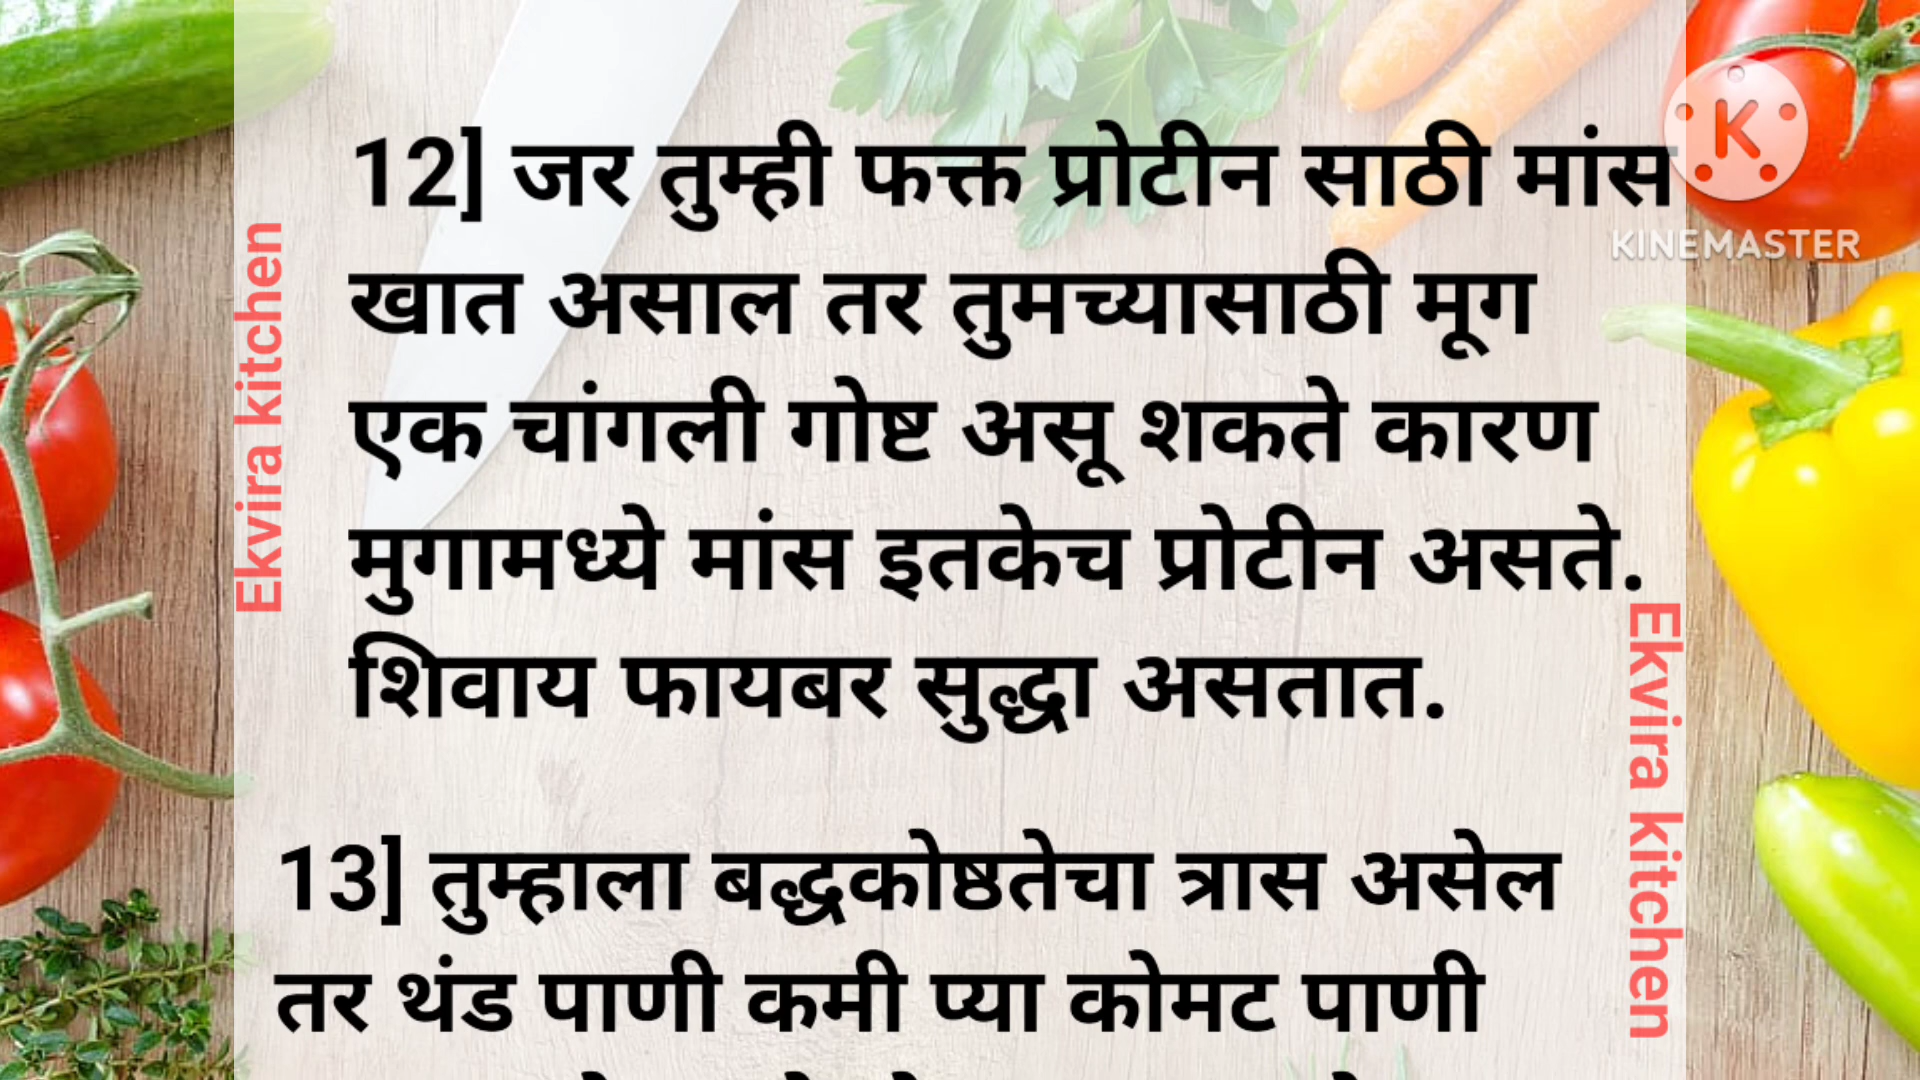 12] जर तुम्ही फक्त प्रोटीन साठी मांस
खात असाल तर तुमच्यासाठी मूग
एक चांगली गोष्ट असू शकते कारण
मुगामध्ये मांस इतकेच प्रोटीन असते.
शिवाय फायबर सुद्धा असतात.
13] तुम्हाला बद्धकोष्ठतेचा त्रास असेल
तर थंड पाणी कमी प्या कोमट पाणी
Ekvira kitchen
Ekvira kitchen
K
KINEMASTER